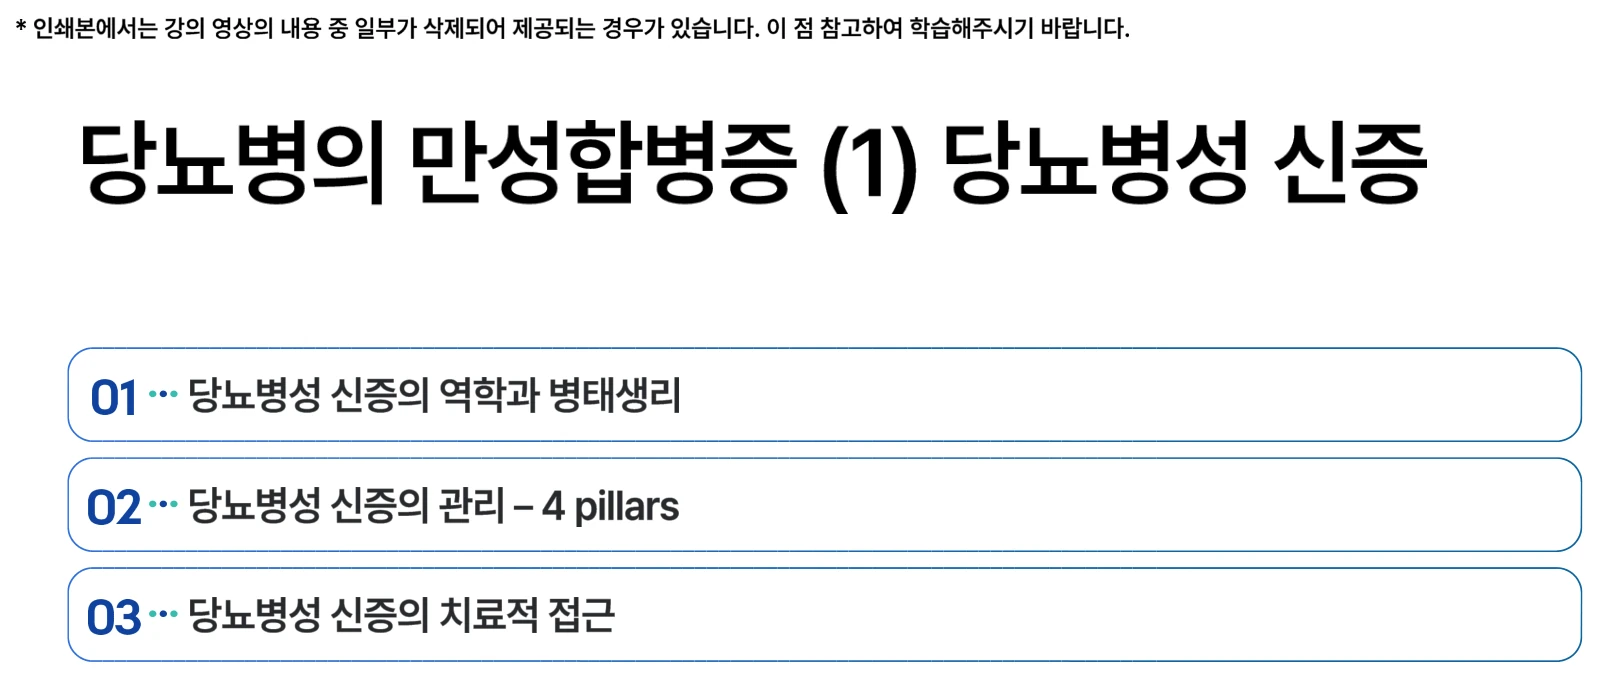 * 인쇄본에서는 강의 영상의 내용 중 일부가 삭제되어 제공되는 경우가 있습니다. 이 점 참고하여 학습해주시기 바랍니다.
당뇨병의 만성합병증 (1) 당뇨병성 신증
01 ··· 당뇨병성 신증의 역학과 병태생리
02 ··· 당뇨병성 신증의 관리 – 4 pillars
03 ··· 당뇨병성 신증의 치료적 접근